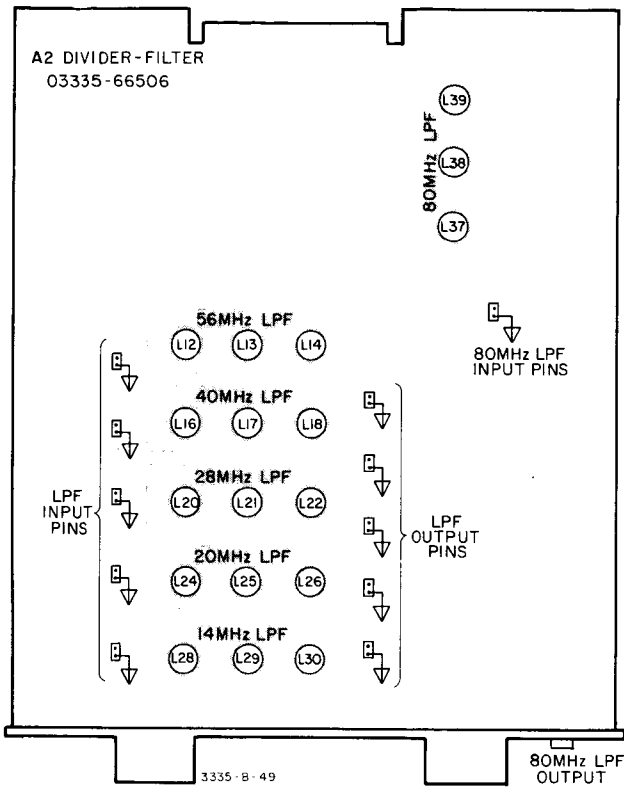 A2 DIVIDER-FILTER
03335-66506
L39
80MHz LPF
L38
L37
56MHz LPF
L12 L13 L14
80MHz LPF
INPUT PINS
40MHz LPF
L16 L17 L18
28MHz LPF
LPF
INPUT
PINS
L20 L21 L22
LPF
OUTPUT
PINS
20MHz LPF
L24 L25 L26
14MHz LPF
L28 L29 L30
3335-B-49
80MHz LPF
OUTPUT